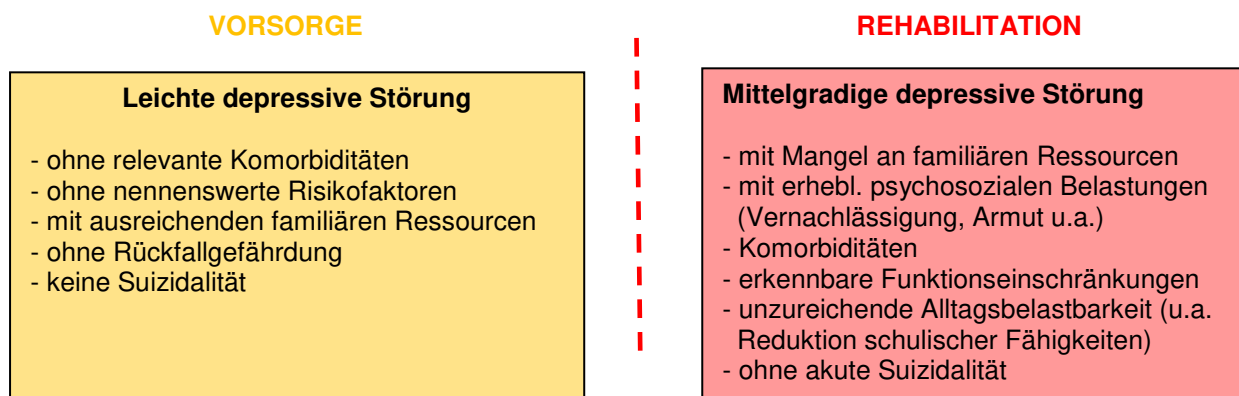 VORSORGE
REHABILITATION
Leichte depressive Störung
- ohne relevante Komorbiditäten
- ohne nennenswerte Risikofaktoren
- mit ausreichenden familiären Ressourcen
- ohne Rückfallgefährdung
- keine Suizidalität
Mittelgradige depressive Störung
- mit Mangel an familiären Ressourcen
- mit erhebl. psychosozialen Belastungen
(Vernachlässigung, Armut u.a.)
- Komorbiditäten
- erkennbare Funktionseinschränkungen
- unzureichende Alltagsbelastbarkeit (u.a.
Reduktion schulischer Fähigkeiten)
- ohne akute Suizidalität